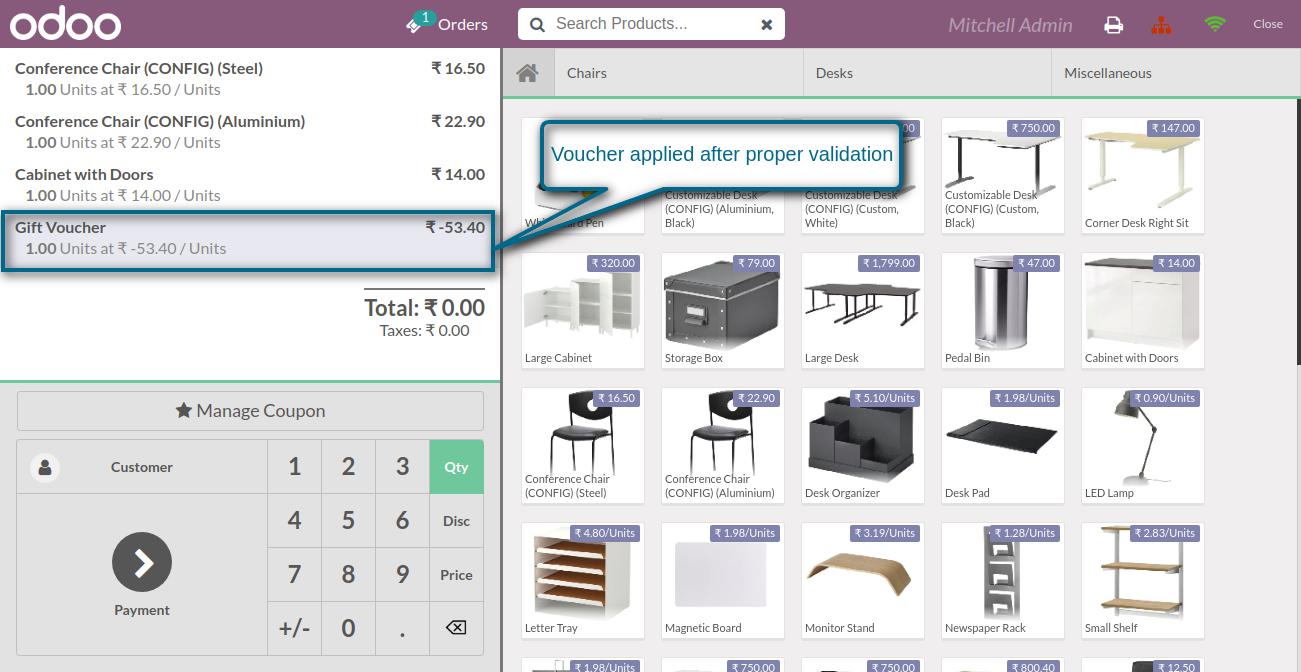 odoo
1
Orders
Search Products...
Mitchell Admin
Close
Conference Chair (CONFIG) (Steel) ₹ 16.50
1.00 Units at ₹ 16.50 / Units
Conference Chair (CONFIG) (Aluminium) ₹ 22.90
1.00 Units at ₹ 22.90 / Units
Cabinet with Doors ₹ 14.00
1.00 Units at ₹ 14.00 / Units
Gift Voucher ₹ -53.40
1.00 Units at ₹ -53.40 / Units
Total: ₹ 0.00
Taxes: ₹ 0.00
Manage Coupon
Customer
1 2 3 Qty
4 5 6 Disc
7 8 9 Price
+/- 0 .
Payment
Chairs
Desks
Miscellaneous
Voucher applied after proper validation
Pen
Customizable Desk
(CONFIG) (Aluminium,
Black)
Customizable Desk
(CONFIG) (Custom,
White)
₹ 750.00
Customizable Desk
(CONFIG) (Custom,
Black)
₹ 147.00
Corner Desk Right Sit
₹ 320.00
Large Cabinet
₹ 79.00
Storage Box
₹ 1,799.00
Large Desk
₹ 47.00
Pedal Bin
₹ 14.00
Cabinet with Doors
₹ 16.50
Conference Chair
(CONFIG) (Steel)
₹ 22.90
Conference Chair
(CONFIG) (Aluminium)
₹ 5.10/Units
Desk Organizer
₹ 1.98/Units
Desk Pad
₹ 0.90/Units
LED Lamp
₹ 4.80/Units
Letter Tray
₹ 1.98/Units
Magnetic Board
₹ 3.19/Units
Monitor Stand
₹ 1.28/Units
Newspaper Rack
₹ 2.83/Units
Small Shelf
₹ 1.98/Units
₹ 750.00
₹ 750.00
₹ 800.40
₹ 12.50